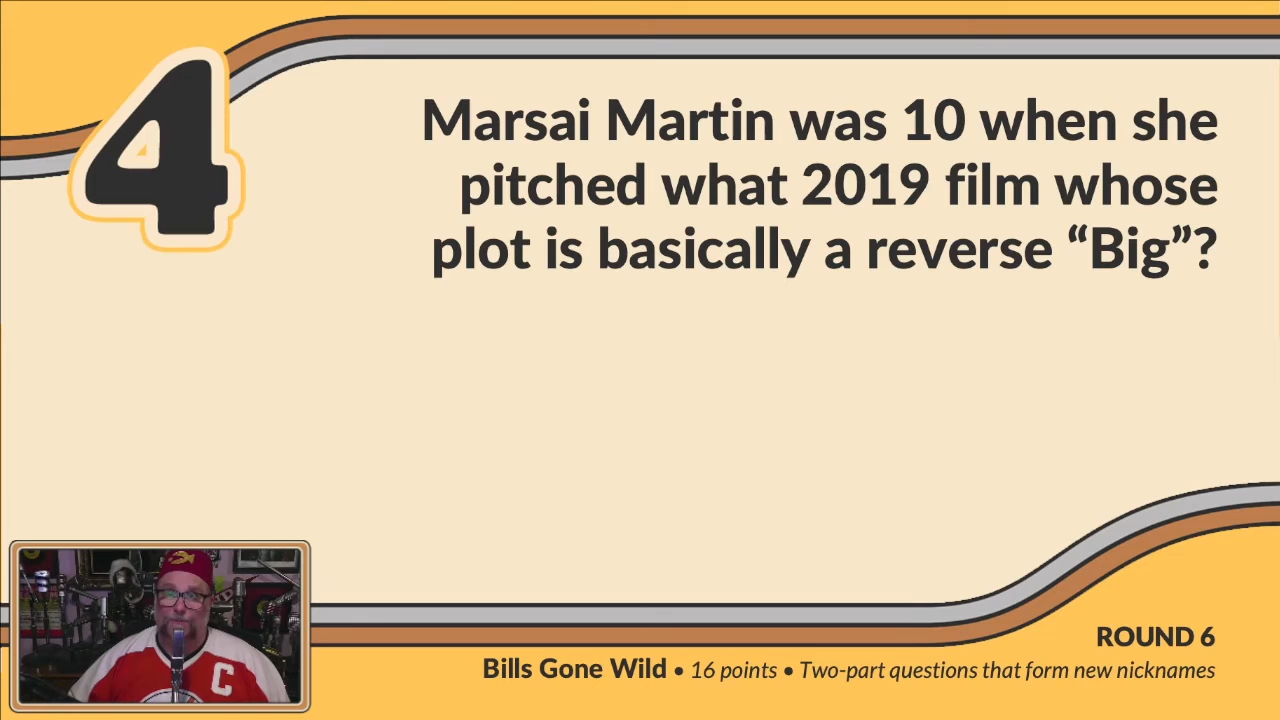 4
Marsai Martin was 10 when she
pitched what 2019 film whose
plot is basically a reverse “Big”?
C
ROUND 6
Bills Gone Wild • 16 points • Two-part questions that form new nicknames